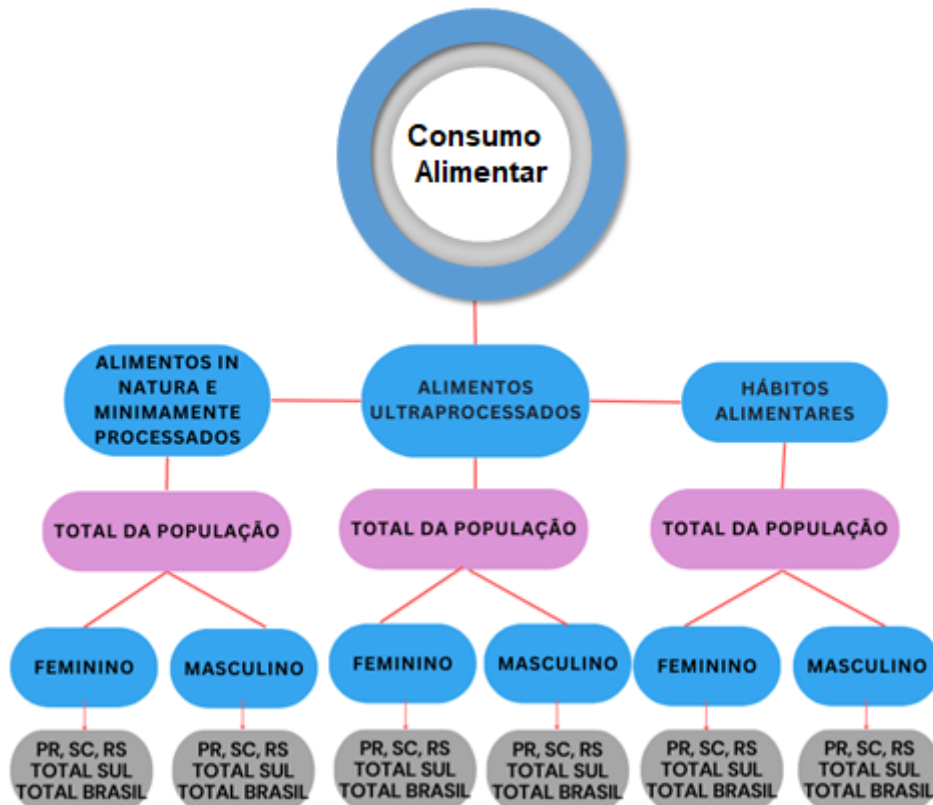 Consumo
Alimentar
ALIMENTOS IN
NATURA E
MINIMAMENTE
PROCESSADOS
ALIMENTOS
ULTRAPROCESSADOS
HÁBITOS
ALIMENTARES
TOTAL DA POPULAÇÃO
TOTAL DA POPULAÇÃO
TOTAL DA POPULAÇÃO
FEMININO
MASCULINO
FEMININO
MASCULINO
FEMININO
MASCULINO
PR, SC, RS
TOTAL SUL
TOTAL BRASIL
PR, SC, RS
TOTAL SUL
TOTAL BRASIL
PR, SC, RS
TOTAL SUL
TOTAL BRASIL
PR, SC, RS
TOTAL SUL
TOTAL BRASIL
PR, SC, RS
TOTAL SUL
TOTAL BRASIL
PR, SC, RS
TOTAL SUL
TOTAL BRASIL